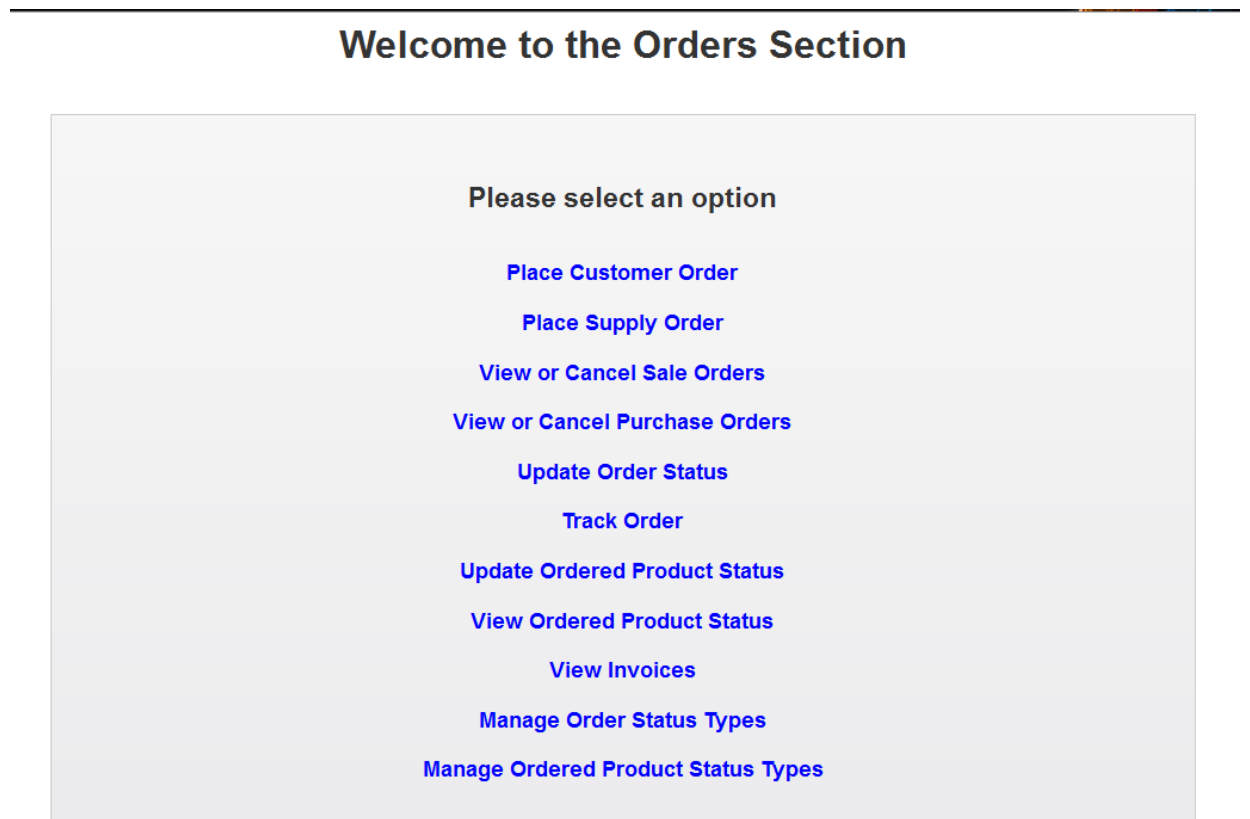 Welcome to the Orders Section
Please select an option
Place Customer Order
Place Supply Order
View or Cancel Sale Orders
View or Cancel Purchase Orders
Update Order Status
Track Order
Update Ordered Product Status
View Ordered Product Status
View Invoices
Manage Order Status Types
Manage Ordered Product Status Types